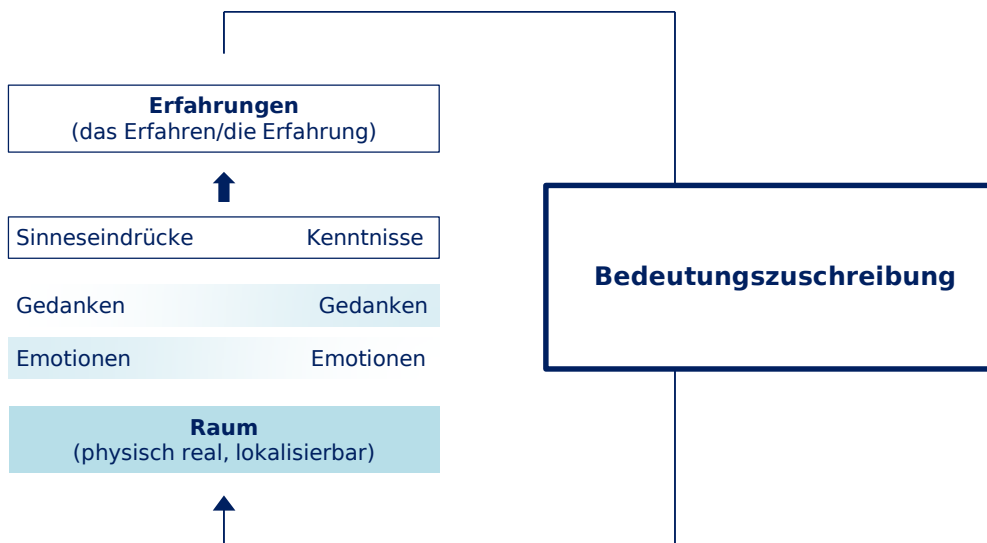 Erfahrungen
(das Erfahren/die Erfahrung)
Sinneseindrücke Kenntnisse
Gedanken Gedanken
Emotionen Emotionen
Raum
(physisch real, lokalisierbar)
Bedeutungszuschreibung